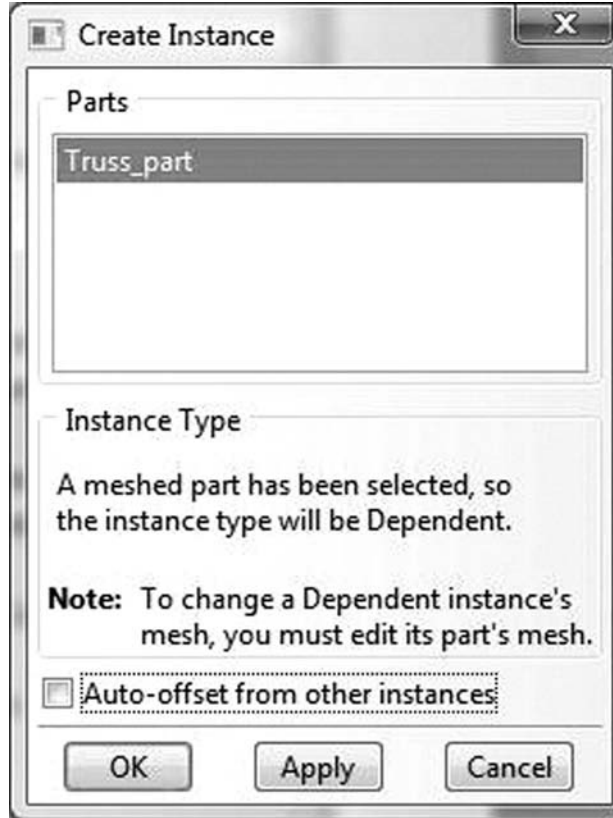 Create Instance
Parts
Truss_part
Instance Type
A meshed part has been selected, so
the instance type will be Dependent.
Note: To change a Dependent instance's
mesh, you must edit its part's mesh.
Auto-offset from other instances
OK Apply Cancel